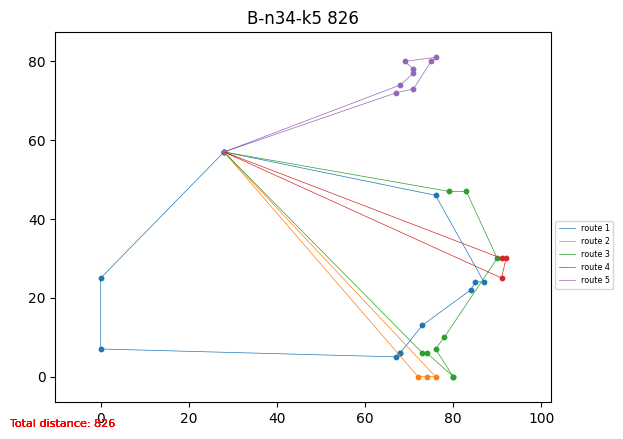 B-n34-k5 826
80
60
40
20
0
0 20 40 60 80 100
route 1
route 2
route 3
route 4
route 5
Total distance: 826